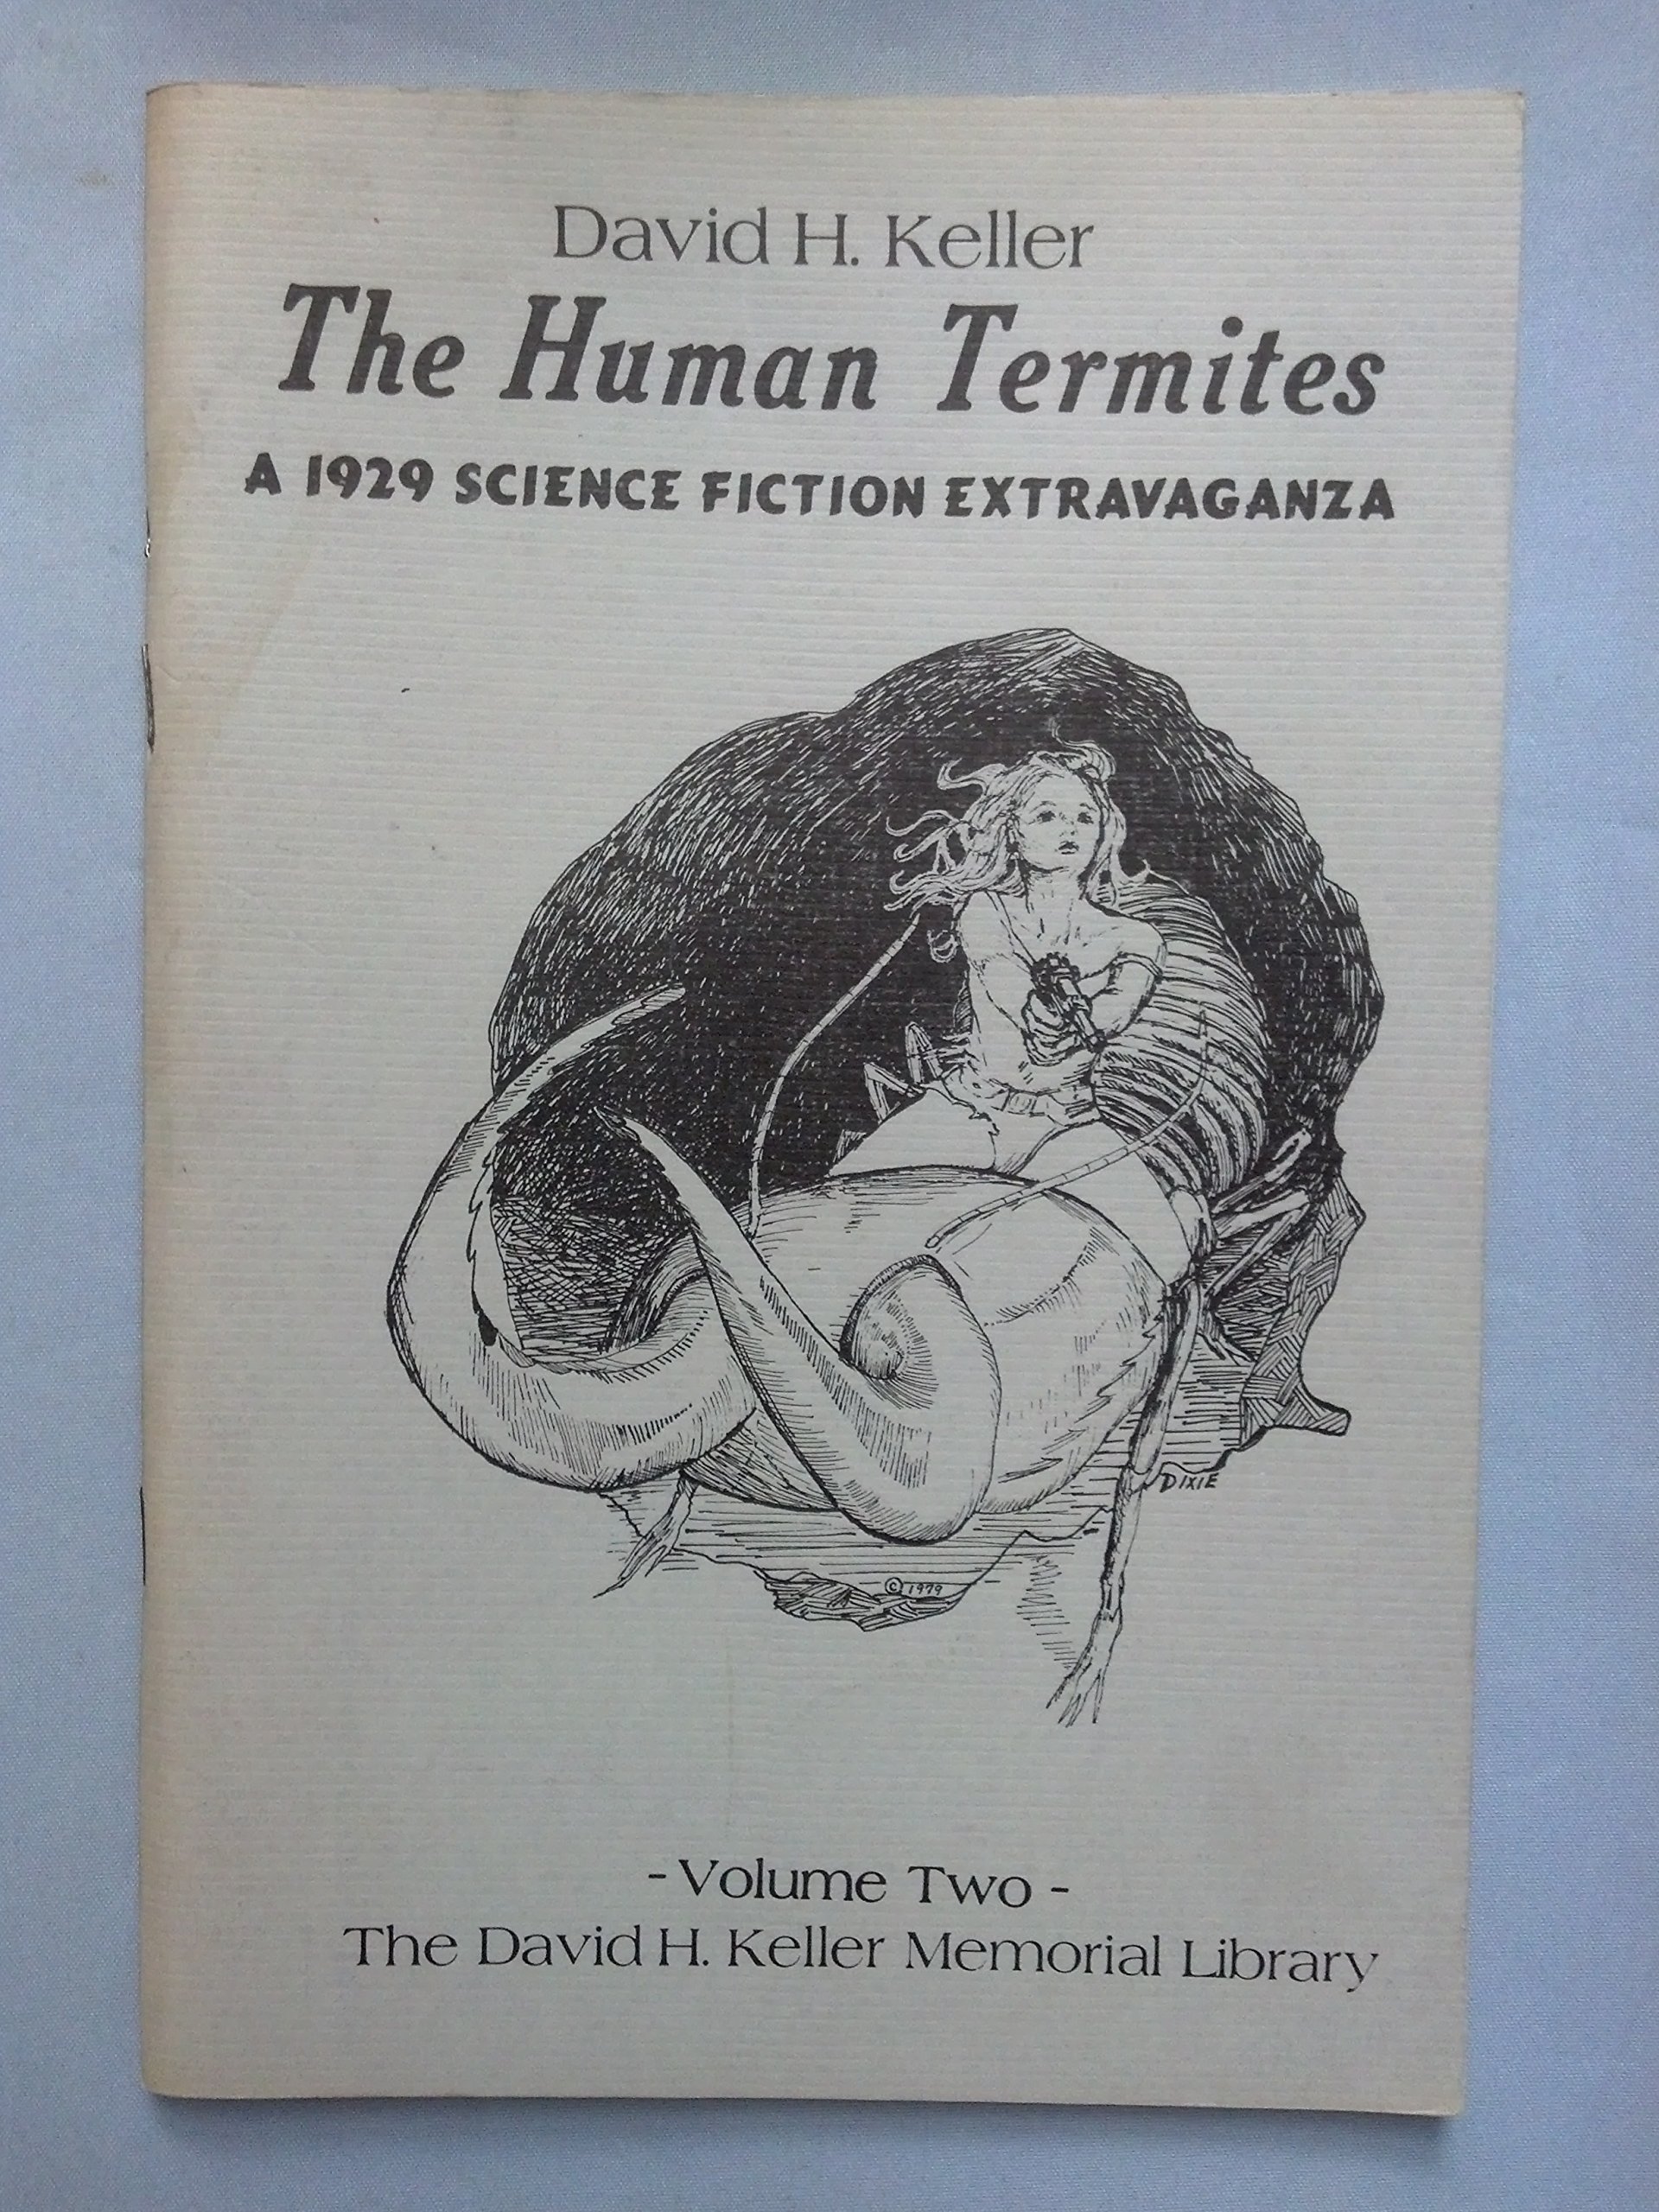 David H. Keller
The Human Termites
A 1929 SCIENCE FICTION EXTRAVAGANZA
DIXIE
© 1979
- Volume Two -
The David H. Keller Memorial Library